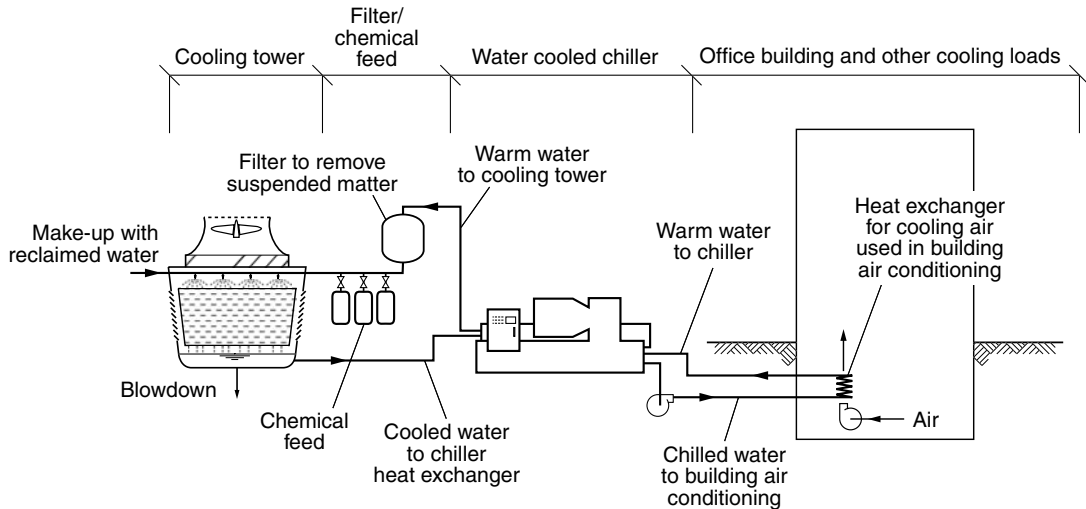 Cooling tower
Filter/
chemical
feed
Water cooled chiller
Office building and other cooling loads
Filter to remove
suspended matter
Warm water
to cooling tower
Make-up with
reclaimed water
Warm water
to chiller
Heat exchanger
for cooling air
used in building
air conditioning
Blowdown
Chemical
feed
Cooled water
to chiller
heat exchanger
Chilled water
to building air
conditioning
Air